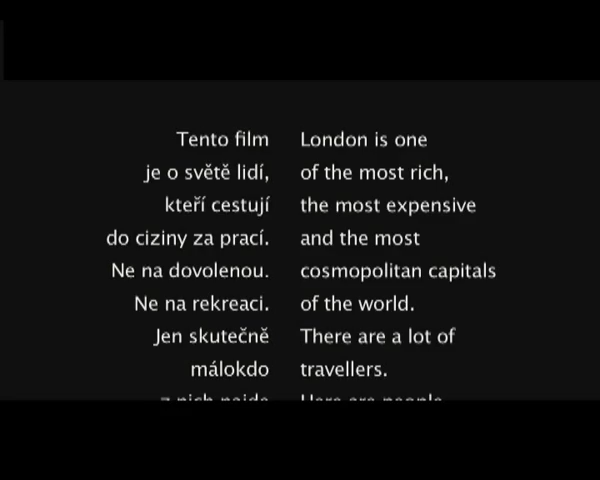 Tento film
je o světě lidí,
kteří cestují
do ciziny za prací.
Ne na dovolenou.
Ne na rekreaci.
Jen skutečně
málokdo
London is one
of the most rich,
the most expensive
and the most
cosmopolitan capitals
of the world.
There are a lot of
travellers.